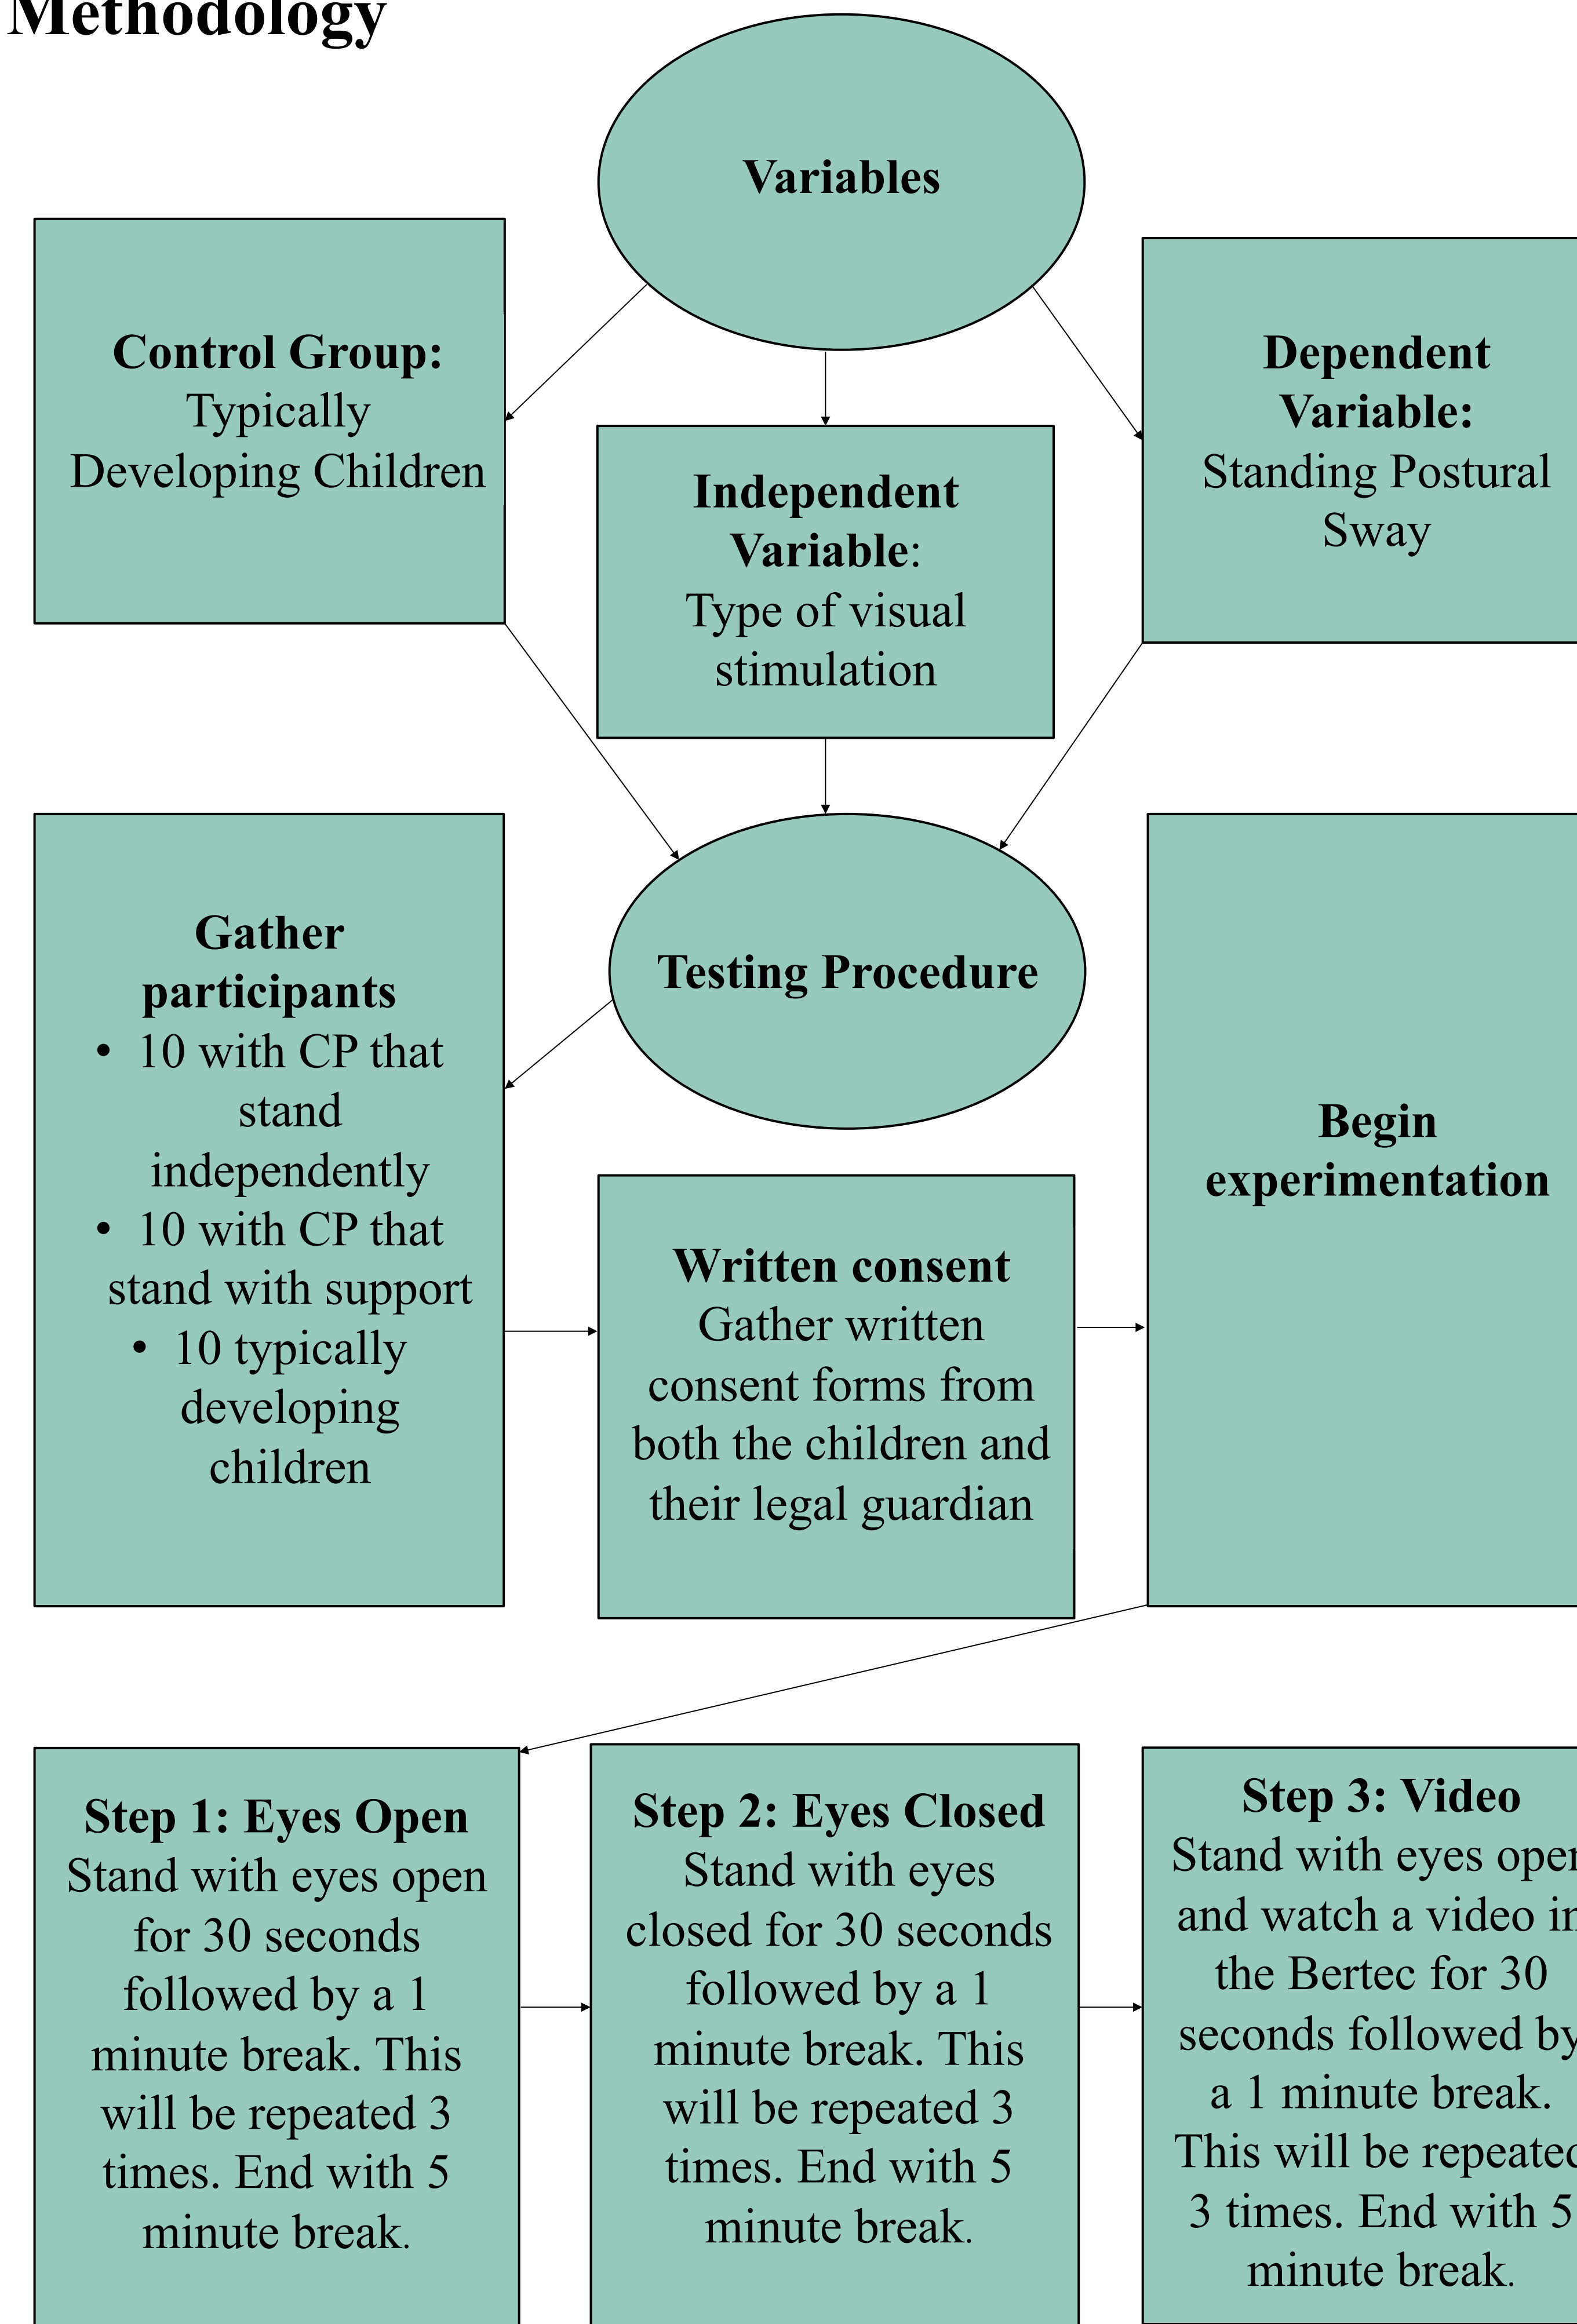 Methodology
Variables
Control Group:
Typically
Developing Children
Independent
Variable:
Type of visual
stimulation
Dependent
Variable:
Standing Postural
Sway
Testing Procedure
Gather
participants
• 10 with CP that
stand
independently
• 10 with CP that
stand with support
• 10 typically
developing
children
Written consent
Gather written
consent forms from
both the children and
their legal guardian
Begin
experimentation
Step 1: Eyes Open
Stand with eyes open
for 30 seconds
followed by a 1
minute break. This
will be repeated 3
times. End with 5
minute break.
Step 2: Eyes Closed
Stand with eyes
closed for 30 seconds
followed by a 1
minute break. This
will be repeated 3
times. End with 5
minute break.
Step 3: Video
Stand with eyes open
and watch a video in
the Bertec for 30
seconds followed by
a 1 minute break.
This will be repeated
3 times. End with 5
minute break.